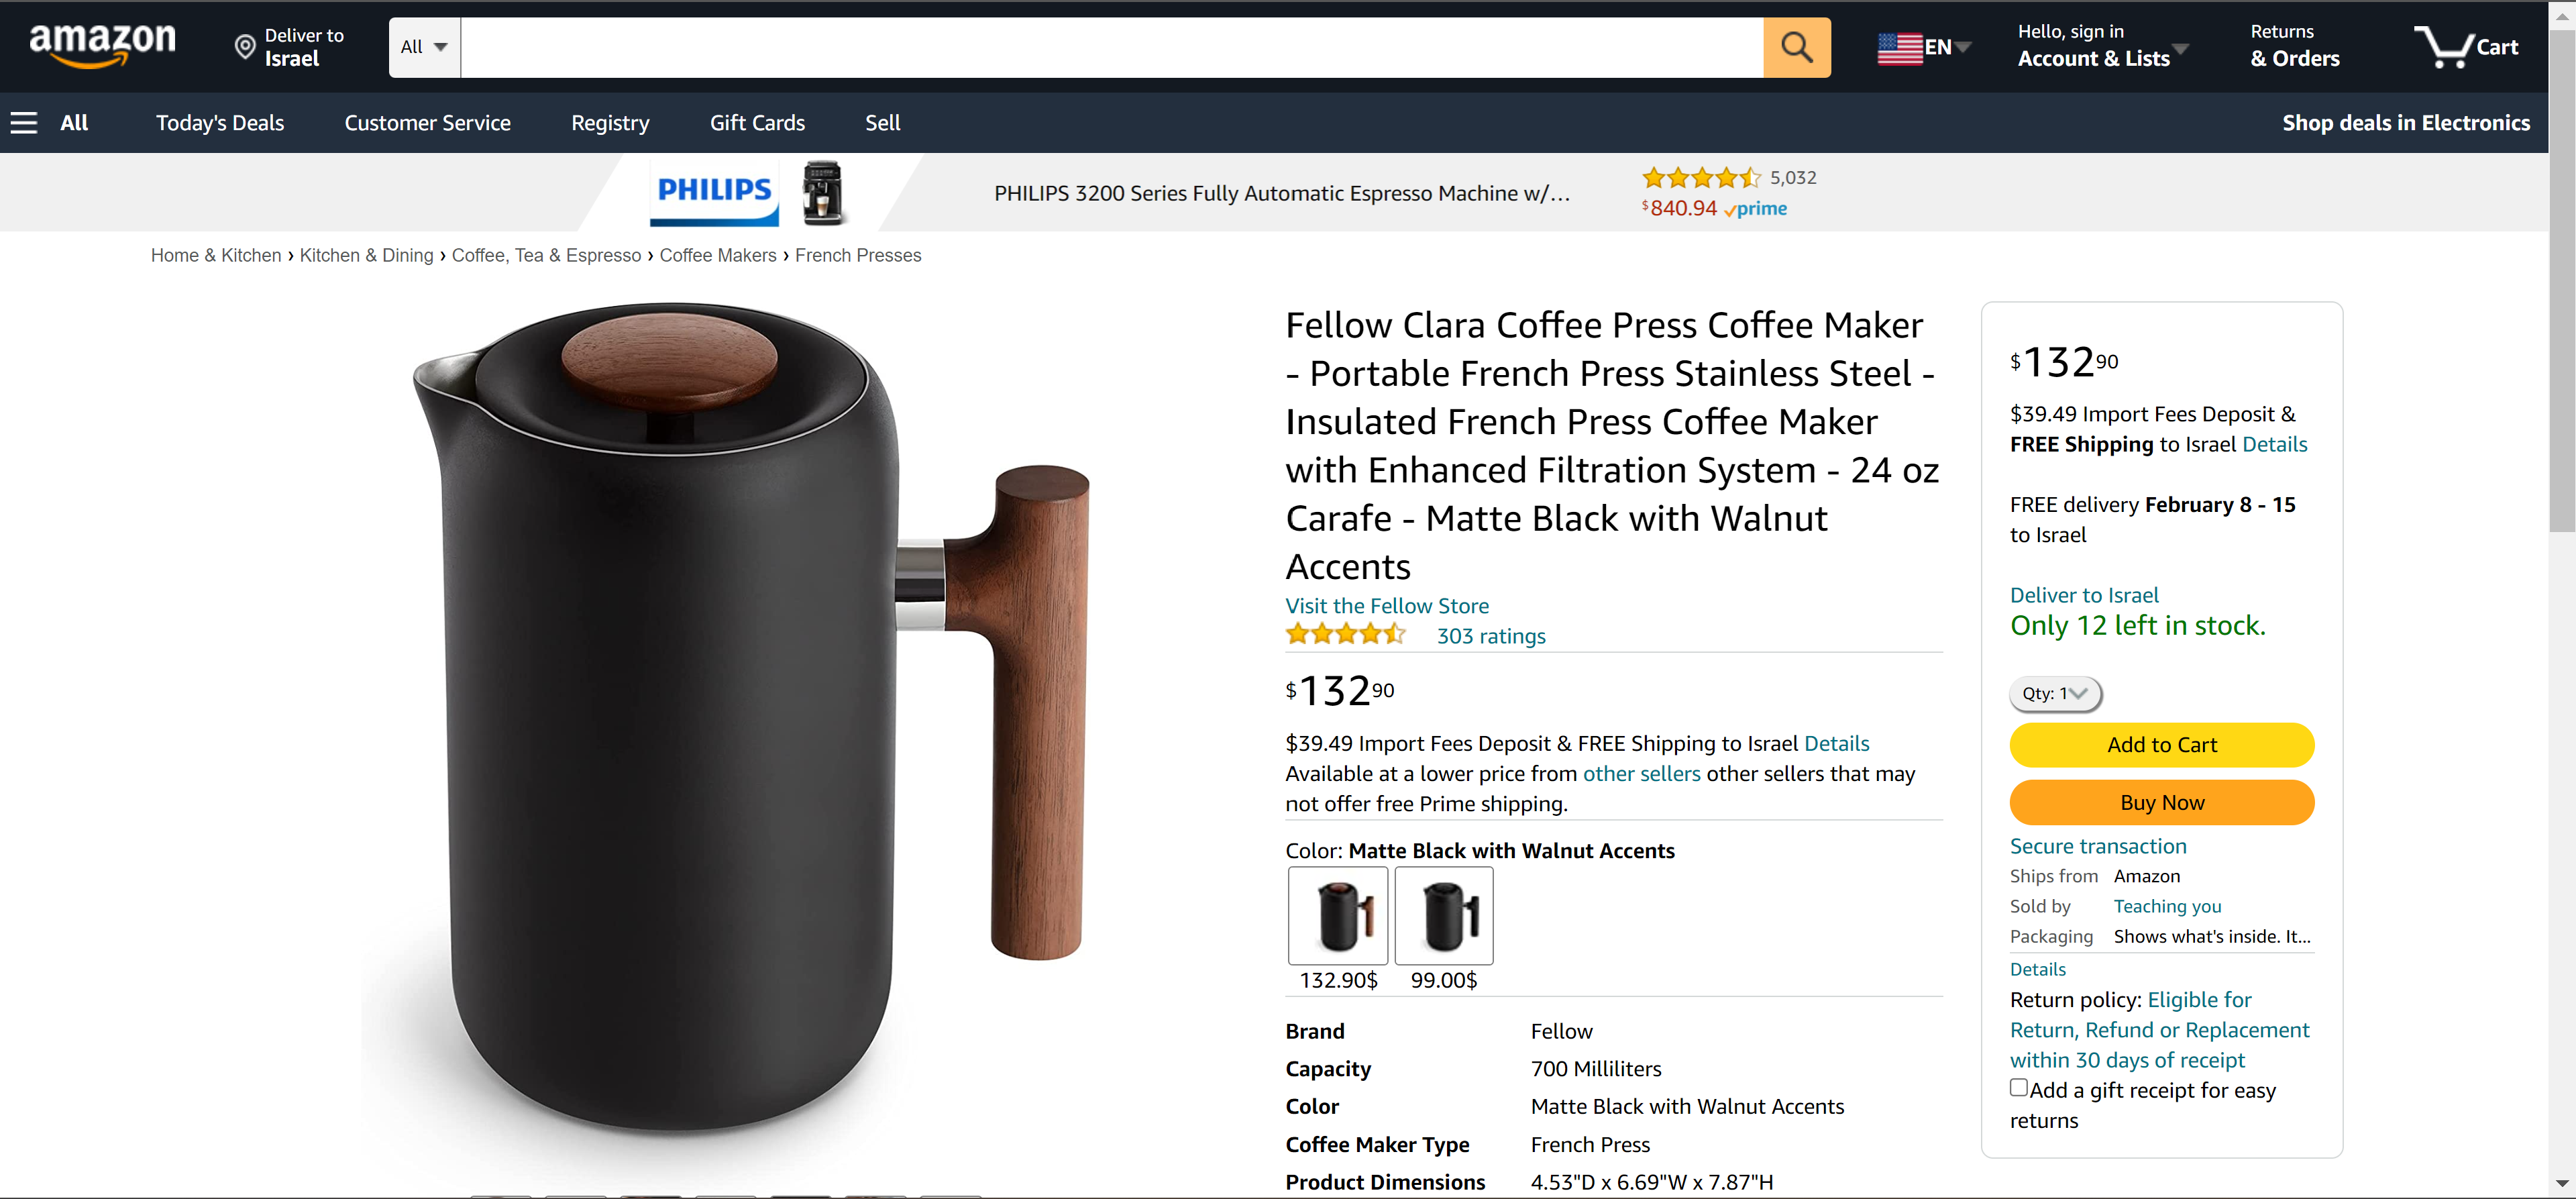 amazon
Deliver to
Israel
All
EN
Hello, sign in
Account & Lists
Returns
& Orders
Cart
All
Today's Deals
Customer Service
Registry
Gift Cards
Sell
Shop deals in Electronics
PHILIPS
PHILIPS 3200 Series Fully Automatic Espresso Machine w/…
5,032
$840.94 prime
Home & Kitchen › Kitchen & Dining › Coffee, Tea & Espresso › Coffee Makers › French Presses
Fellow Clara Coffee Press Coffee Maker
- Portable French Press Stainless Steel -
Insulated French Press Coffee Maker
with Enhanced Filtration System - 24 oz
Carafe - Matte Black with Walnut
Accents
Visit the Fellow Store
303 ratings
$13290
$39.49 Import Fees Deposit & FREE Shipping to Israel Details
Available at a lower price from other sellers other sellers that may
not offer free Prime shipping.
Color: Matte Black with Walnut Accents
132.90$
99.00$
Brand Fellow
Capacity 700 Milliliters
Color Matte Black with Walnut Accents
Coffee Maker Type French Press
Product Dimensions 4.53"D x 6.69"W x 7.87"H
$13290
$39.49 Import Fees Deposit &
FREE Shipping to Israel Details
FREE delivery February 8 - 15
to Israel
Deliver to Israel
Only 12 left in stock.
Qty: 1
Add to Cart
Buy Now
Secure transaction
Ships from Amazon
Sold by Teaching you
Packaging Shows what's inside. It...
Details
Return policy: Eligible for
Return, Refund or Replacement
within 30 days of receipt
Add a gift receipt for easy
returns